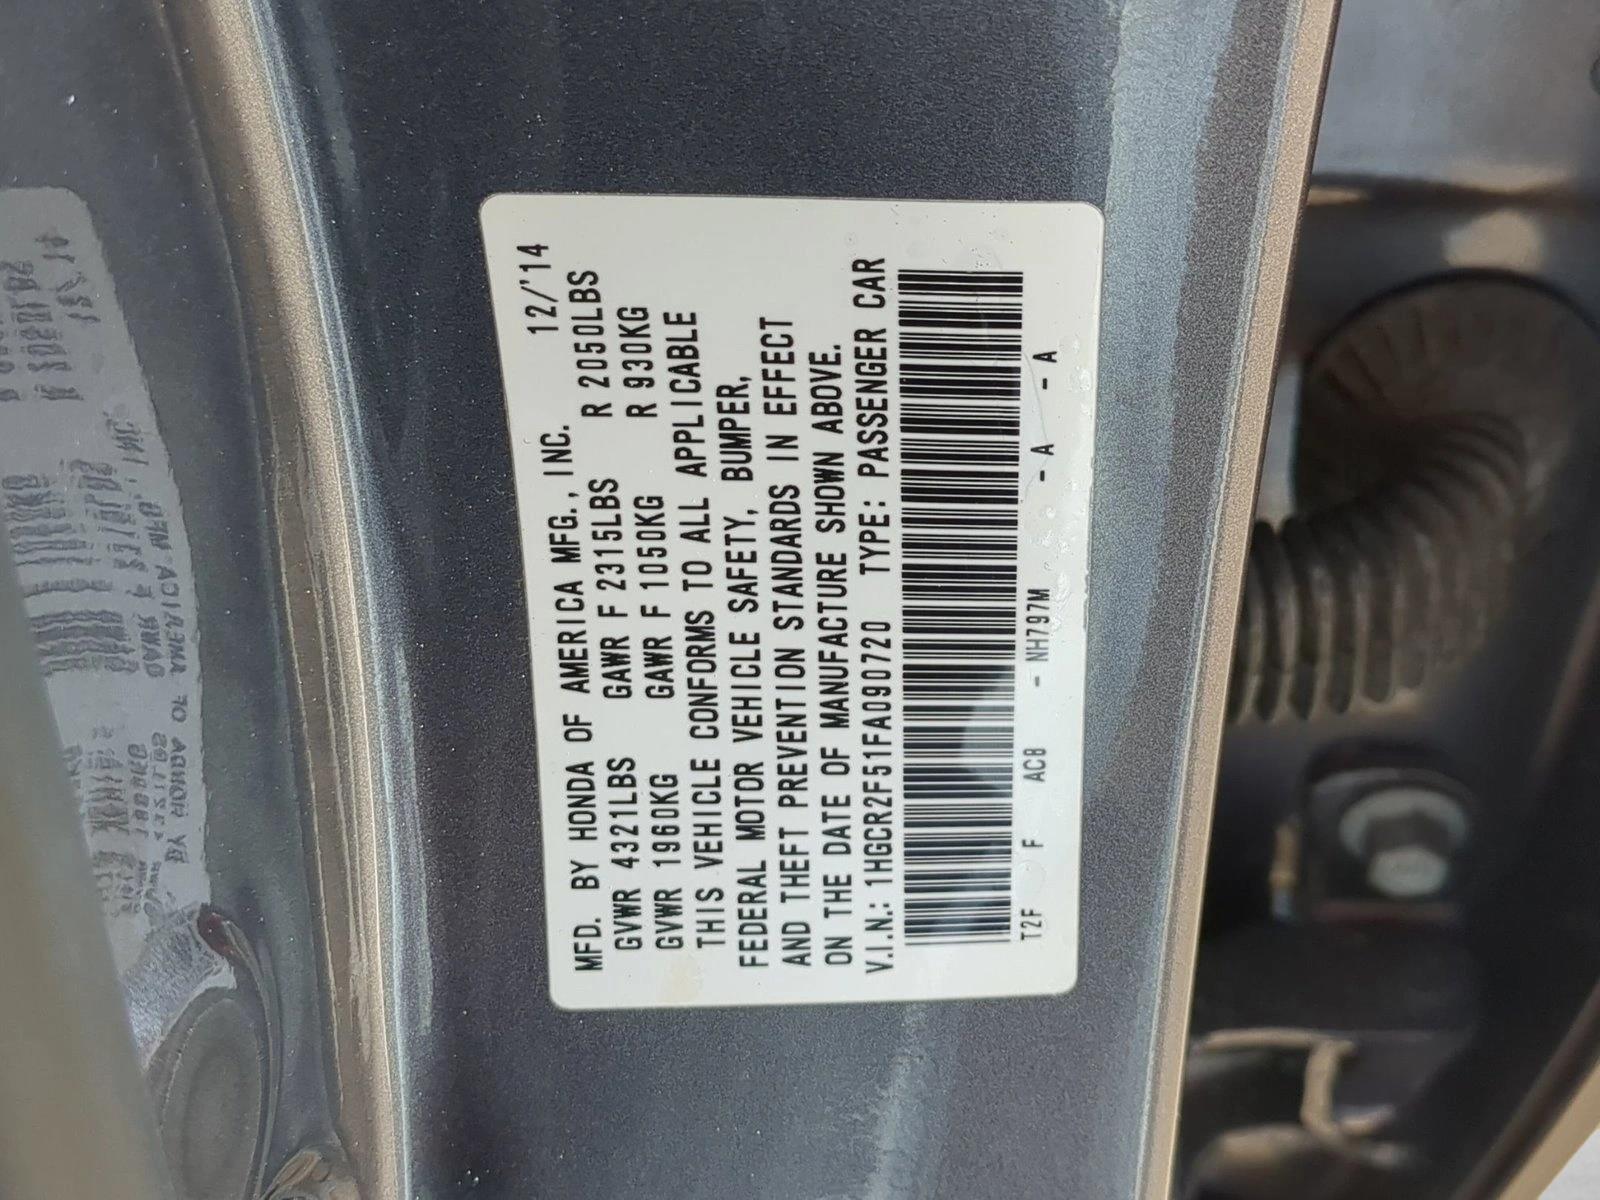 MFD. BY HONDA OF AMERICA MFG., INC. 12/'14
GVWR 4321LBS GAWR F 2315LBS R 2050LBS
GVWR 1960KG GAWR F 1050KG R 930KG
THIS VEHICLE CONFORMS TO ALL APPLICABLE
FEDERAL MOTOR VEHICLE SAFETY, BUMPER,
AND THEFT PREVENTION STANDARDS IN EFFECT
ON THE DATE OF MANUFACTURE SHOWN ABOVE.
V.I.N.: 1HGCR2F51FA090720 TYPE: PASSENGER CAR
T2F F ACB - NH797M - A - A